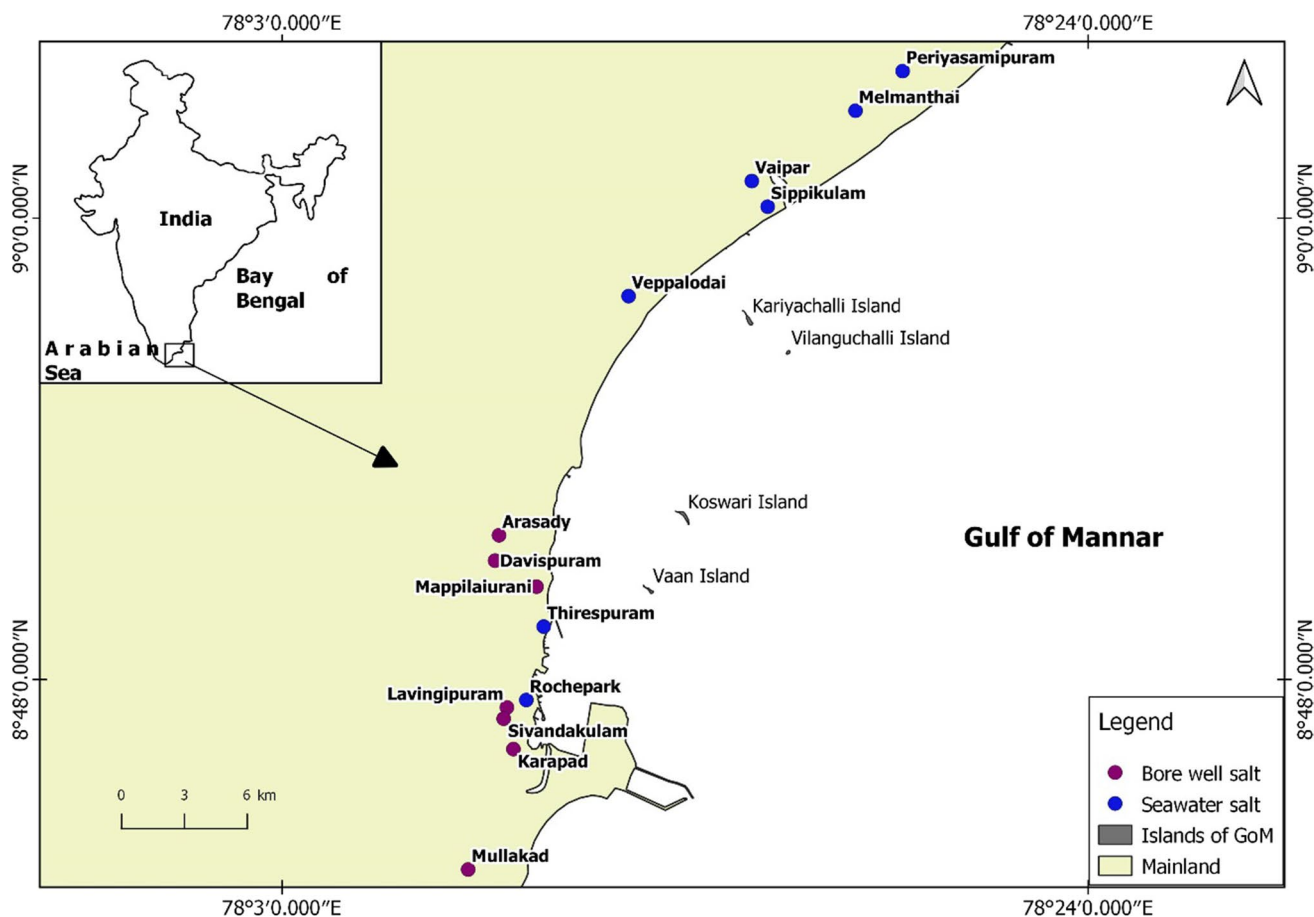 78°3′0.000″E
78°24′0.000″E
Periyasamipuram
Melmanthai
Vaipar
Sippikulam
9°0′0.000″N
9°0′0.000″N
India
Bay of
Bengal
Arabian
Sea
Veppalodai
Kariyachalli Island
Vilanguchalli Island
Koswari Island
Arasady
Gulf of Mannar
Davispuram
Vaan Island
Mappilaiurani
Thirespuram
8°48′0.000″N
8°48′0.000″N
Rochepark
Lavingipuram
Sivandakulam
Karapad
Legend
Bore well salt
Seawater salt
Islands of GoM
Mainland
0 3 6 km
Mullakad
78°3′0.000″E
78°24′0.000″E